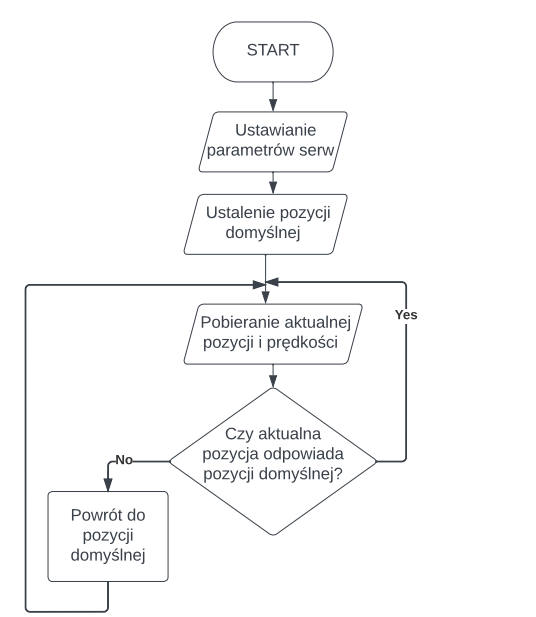 START
Ustawianie
parametrów serw
Ustalenie pozycji
domyślnej
Yes
Pobieranie aktualnej
pozycji i prędkości
Czy aktualna
pozycja odpowiada
pozycji domyślnej?
No
Powrót do
pozycji
domyślnej